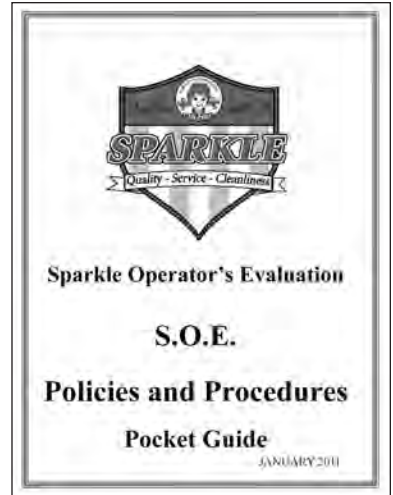 SPARKLE
Quality - Service - Cleanliness
Sparkle Operator's Evaluation
S.O.E.
Policies and Procedures
Pocket Guide
JANUARY 2011